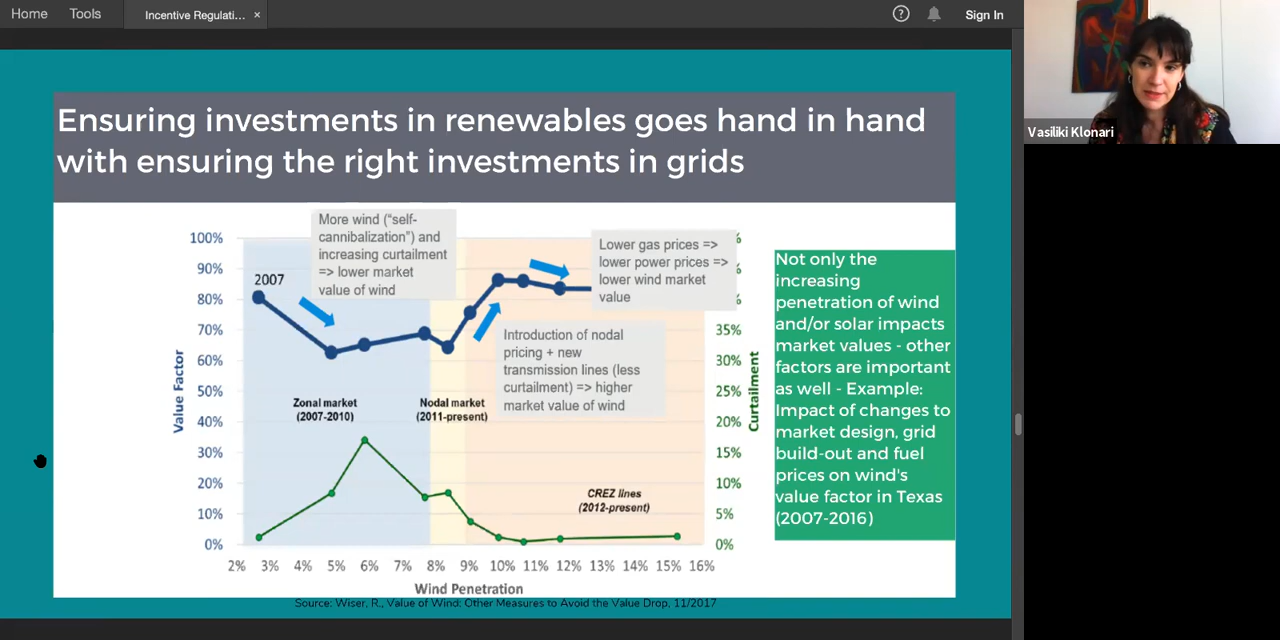 Home Tools Incentive Regulati... × Sign In
Vasiliki Klonari
Ensuring investments in renewables goes hand in hand
with ensuring the right investments in grids
More wind (“self-
cannibalization”) and
increasing curtailment
=> lower market
value of wind
Lower gas prices =>
lower power prices =>
lower wind market
value
Introduction of nodal
pricing + new
transmission lines (less
curtailment) => higher
market value of wind
2007
Zonal market
(2007-2010)
Nodal market
(2011-present)
CREZ lines
(2012-present)
Value Factor
100%
90%
80%
70%
60%
50%
40%
30%
20%
10%
0%
%
%
%
35%
30%
25%
20%
15%
10%
5%
0%
Curtailment
2% 3% 4% 5% 6% 7% 8% 9% 10% 11% 12% 13% 14% 15% 16%
Wind Penetration
Not only the
increasing
penetration of wind
and/or solar impacts
market values - other
factors are important
as well - Example:
Impact of changes to
market design, grid
build-out and fuel
prices on wind's
value factor in Texas
(2007-2016)
Source: Wiser, R., Value of Wind: Other Measures to Avoid the Value Drop, 11/2017